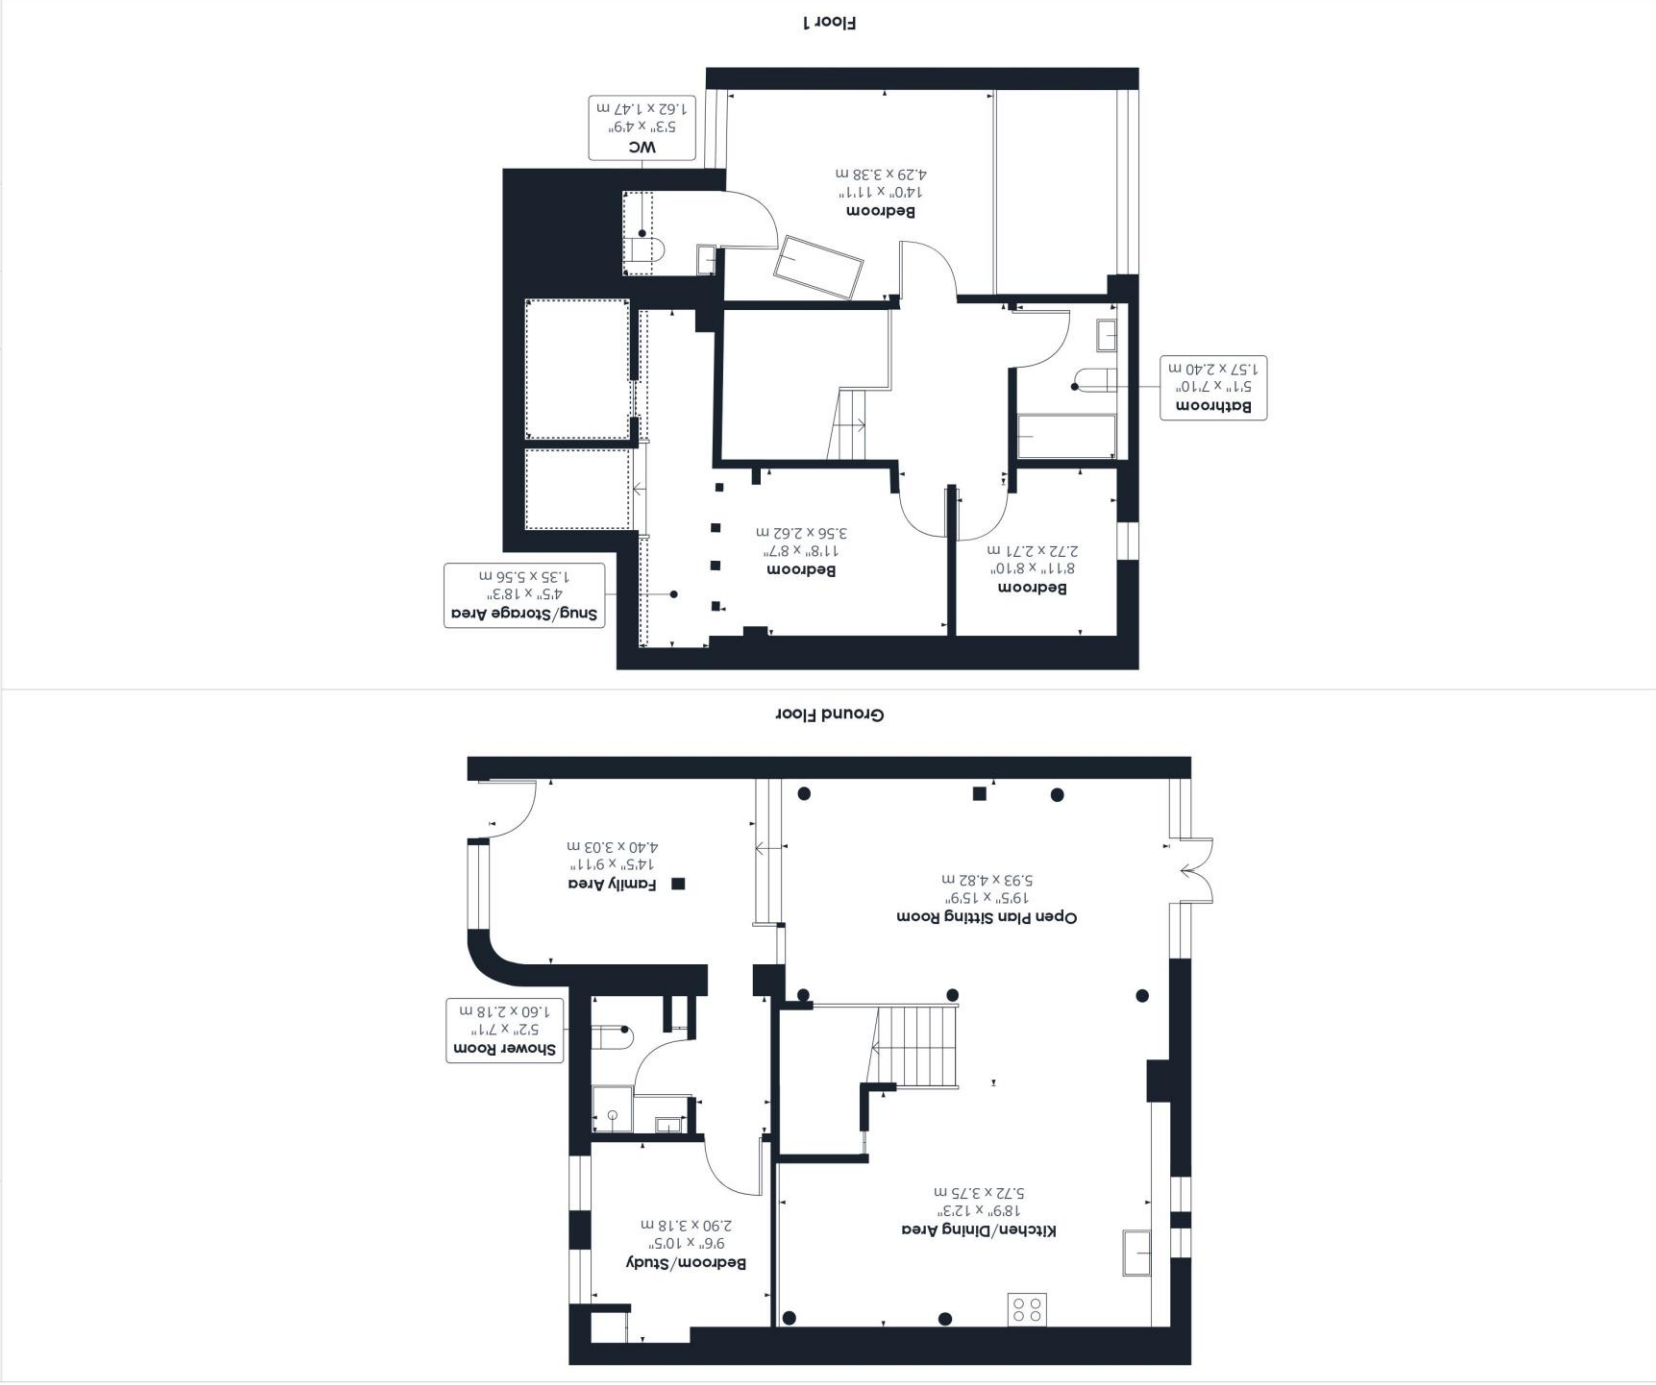 Bedroom/Study
9'6" x 10'5"
2.90 x 3.18 m
Kitchen/Dining Area
18'9" x 12'3"
5.72 x 3.75 m
Shower Room
5'2" x 7'1"
1.60 x 2.18 m
Open Plan Sitting Room
19'5" x 15'9"
5.93 x 4.82 m
Family Area
14'5" x 9'11"
4.40 x 3.03 m
Ground Floor
Snug/Storage Area
4'5" x 18'3"
1.35 x 5.56 m
Bedroom
8'11" x 8'10"
2.72 x 2.71 m
Bedroom
11'8" x 8'7"
3.56 x 2.62 m
Bathroom
5'1" x 7'10"
1.57 x 2.40 m
Bedroom
14'0" x 11'1"
4.29 x 3.38 m
WC
5'3" x 4'9"
1.62 x 1.47 m
Floor 1